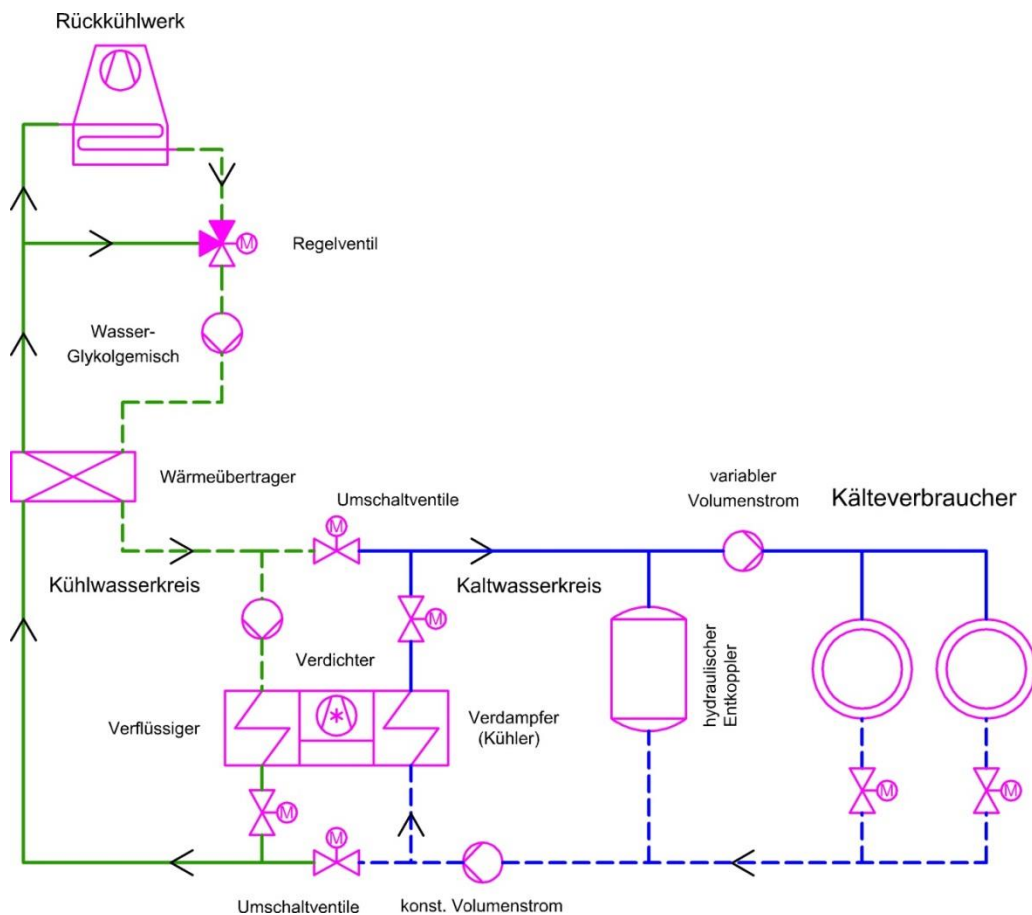 Rückkühlwerk
M
Regelventil
Wasser-
Glykolgemisch
Wärmeübertrager
Umschaltventile
M
variabler
Volumenstrom
Kälteverbraucher
Kühlwasserkreis
Kaltwasserkreis
M
Verdichter
hydraulischer
Entkoppler
Verflüssiger
*
Verdampfer
(Kühler)
M
M
M
M
Umschaltventile
konst. Volumenstrom